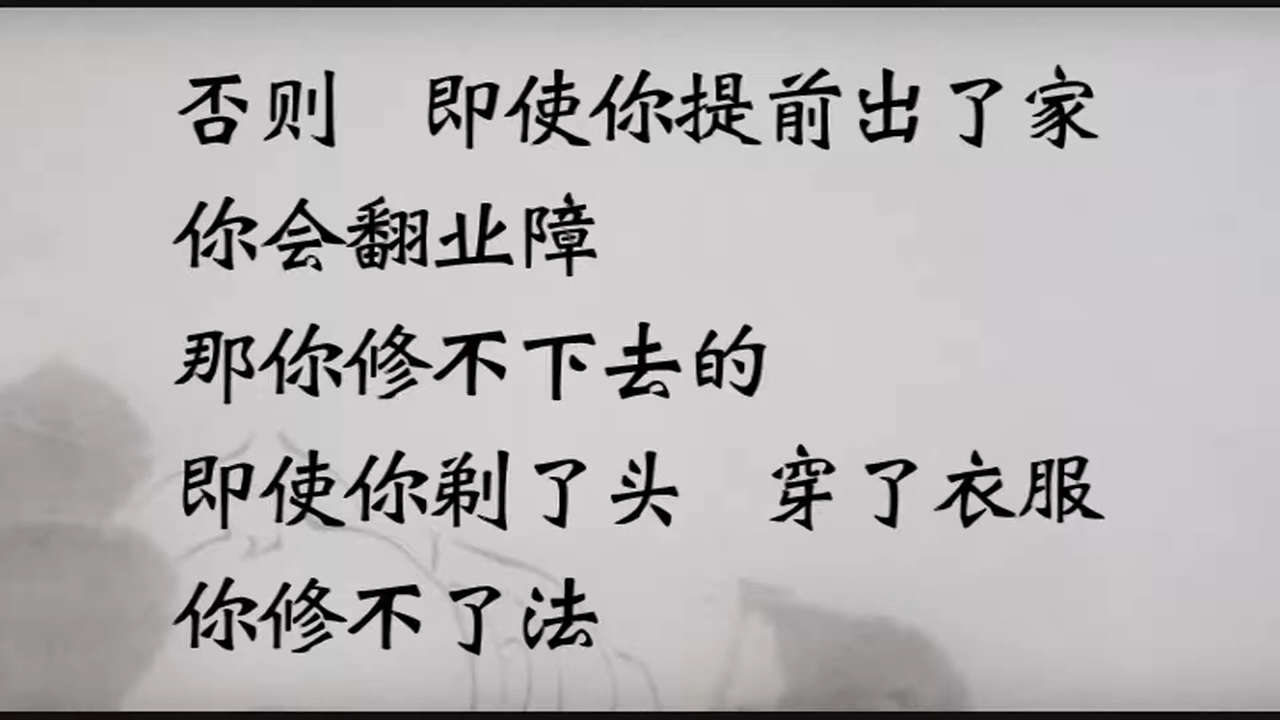 否则 即使你提前出了家
你会翻业障
那你修不下去的
即使你剃了头 穿了衣服
你修不了法